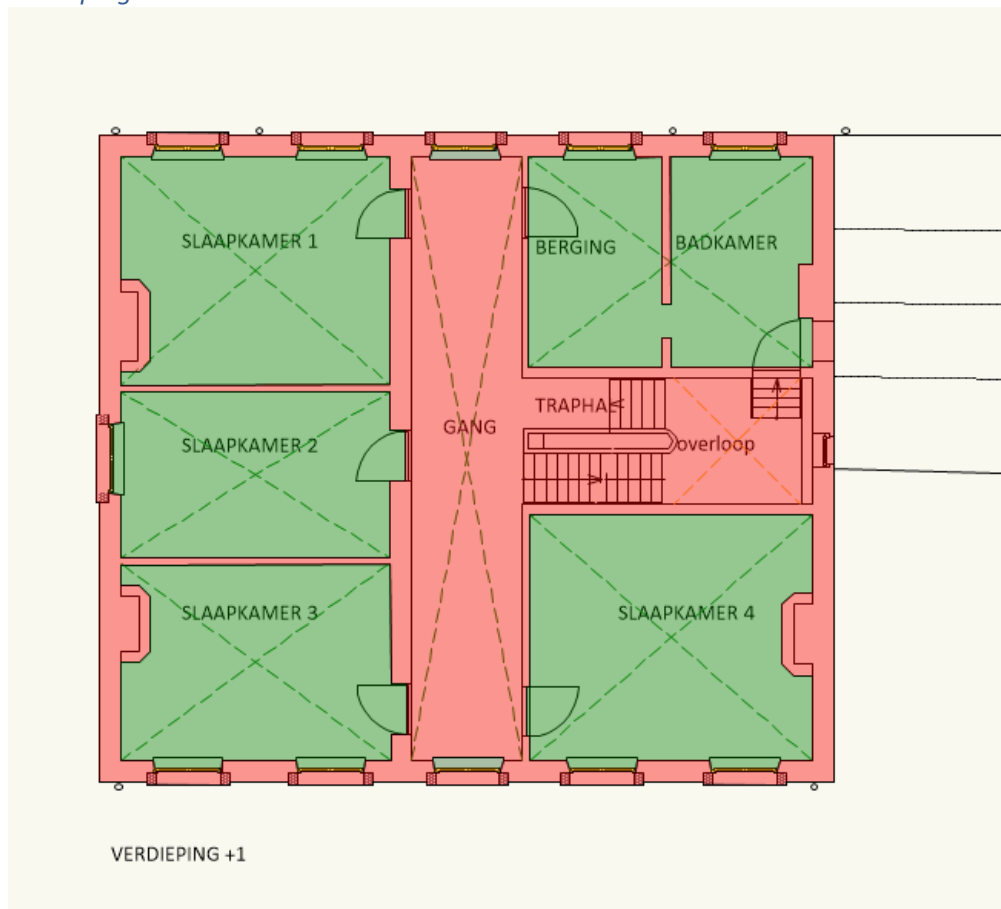 SLAAPKAMER 1
BERGING
BADKAMER
TRAPHAL
GANG
overloop
SLAAPKAMER 2
SLAAPKAMER 3
SLAAPKAMER 4
VERDIEPING +1